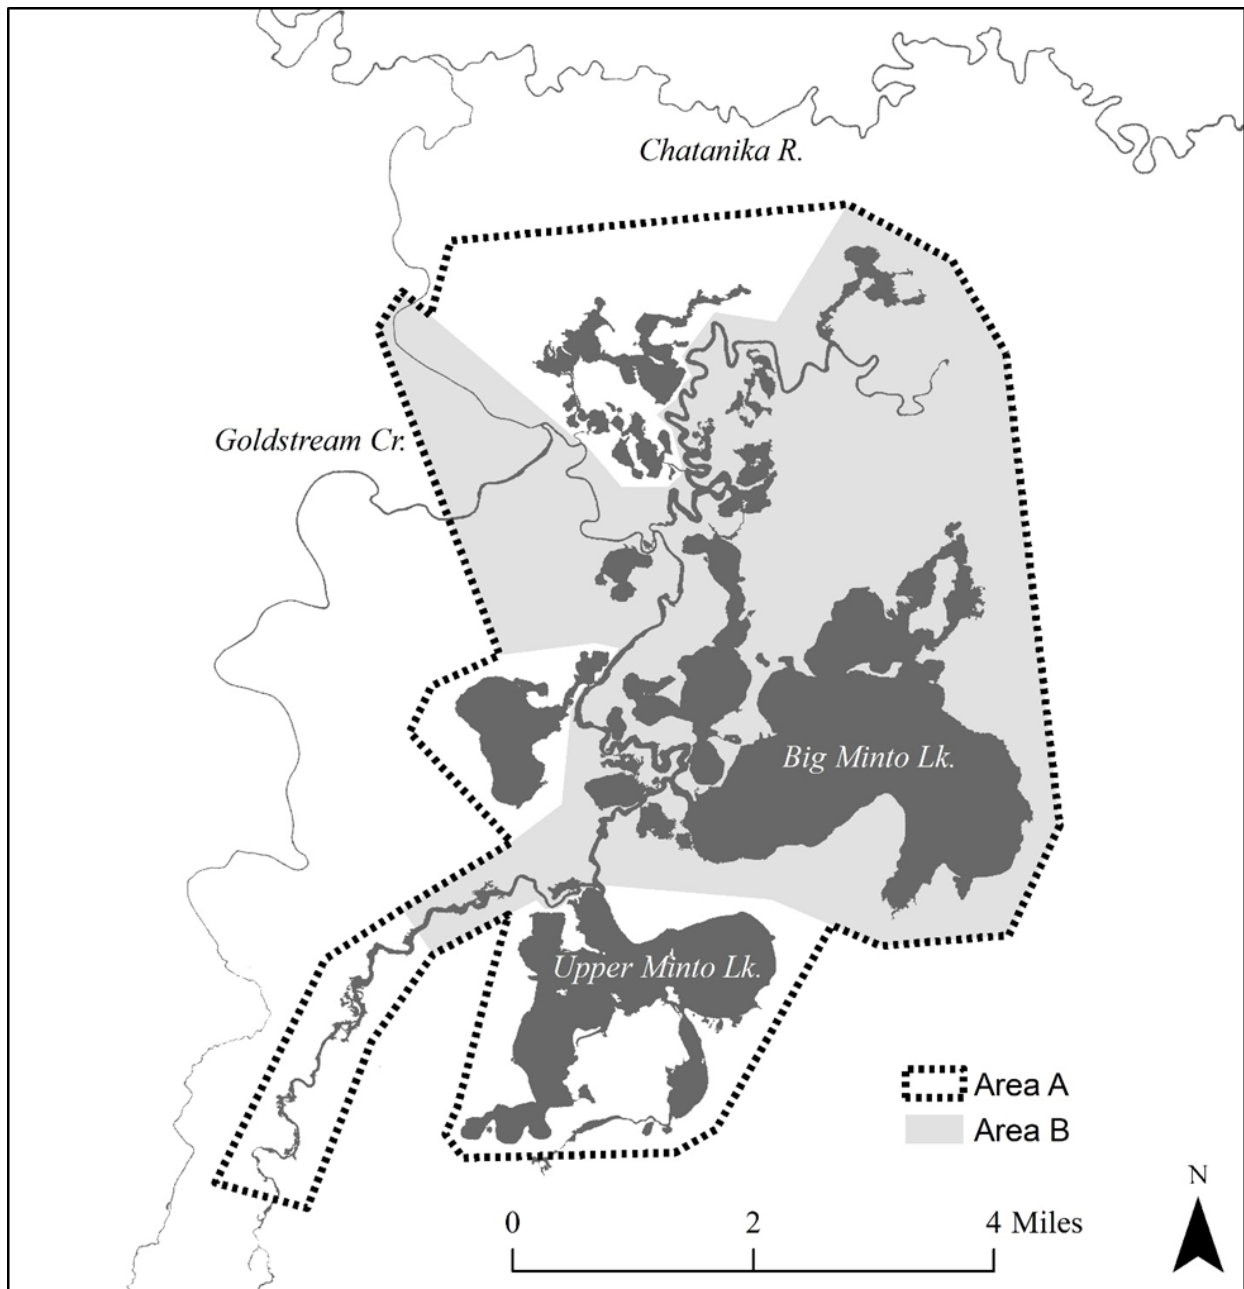 Chatanika R.
Goldstream Cr.
Big Minto Lk.
Upper Minto Lk.
Area A
Area B
N
0 2 4 Miles